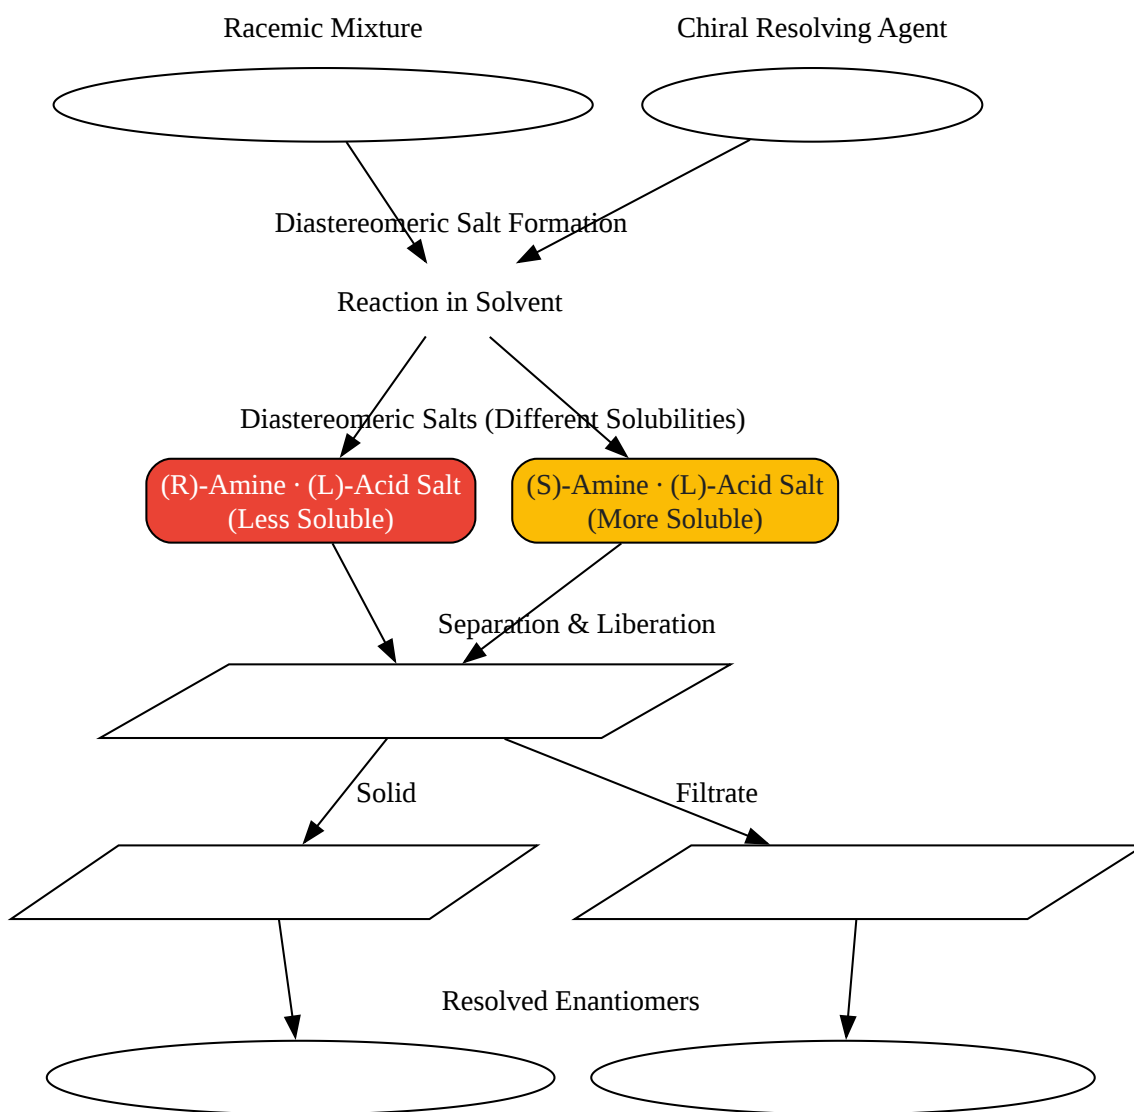 Racemic Mixture
Chiral Resolving Agent
Diastereomeric Salt Formation
Reaction in Solvent
Diastereomeric Salts (Different Solubilities)
(R)-Amine · (L)-Acid Salt
(Less Soluble)
(S)-Amine · (L)-Acid Salt
(More Soluble)
Separation & Liberation
Solid
Filtrate
Resolved Enantiomers